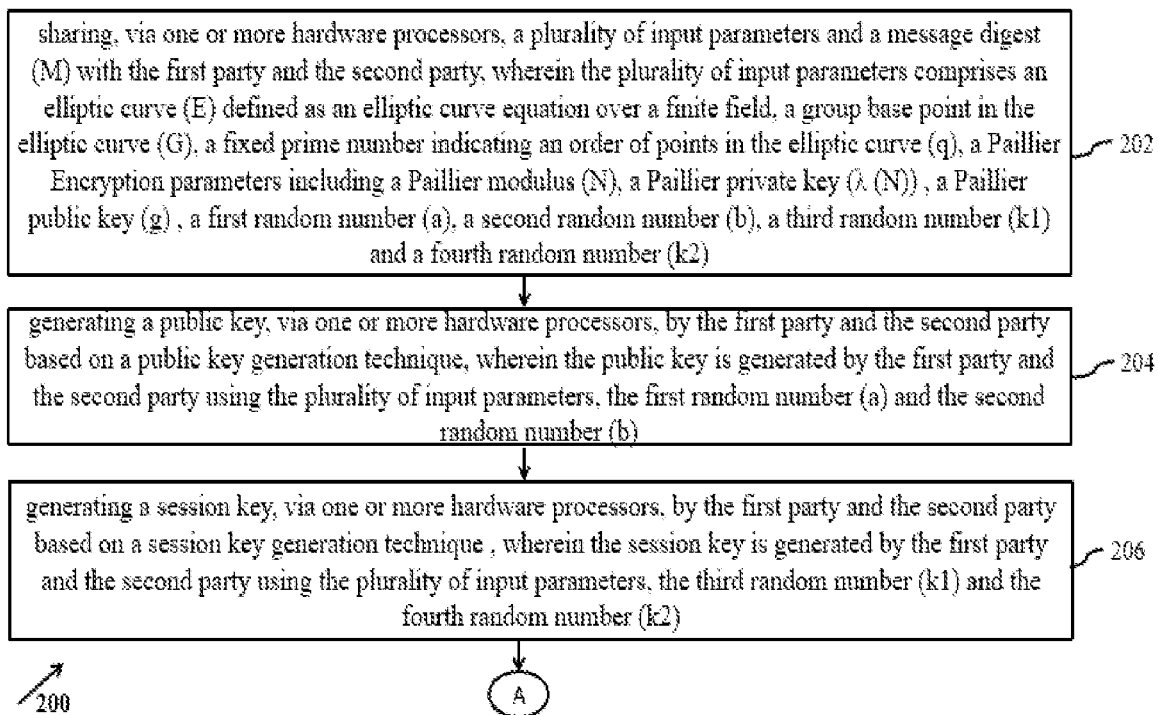 sharing, via one or more hardware processors, a plurality of input parameters and a message digest
(M) with the first party and the second party, wherein the plurality of input parameters comprises an
elliptic curve (E) defined as an elliptic curve equation over a finite field, a group base point in the
elliptic curve (G), a fixed prime number indicating an order of points in the elliptic curve (q), a Paillier
Encryption parameters including a Paillier modulus (N), a Paillier private key (λ (N)) , a Paillier
public key (g) , a first random number (a), a second random number (b), a third random number (k1)
and a fourth random number (k2)
202
generating a public key, via one or more hardware processors, by the first party and the second party
based on a public key generation technique, wherein the public key is generated by the first party and
the second party using the plurality of input parameters, the first random number (a) and the second
random number (b)
204
generating a session key, via one or more hardware processors, by the first party and the second party
based on a session key generation technique , wherein the session key is generated by the first party
and the second party using the plurality of input parameters, the third random number (k1) and the
fourth random number (k2)
206
200
A